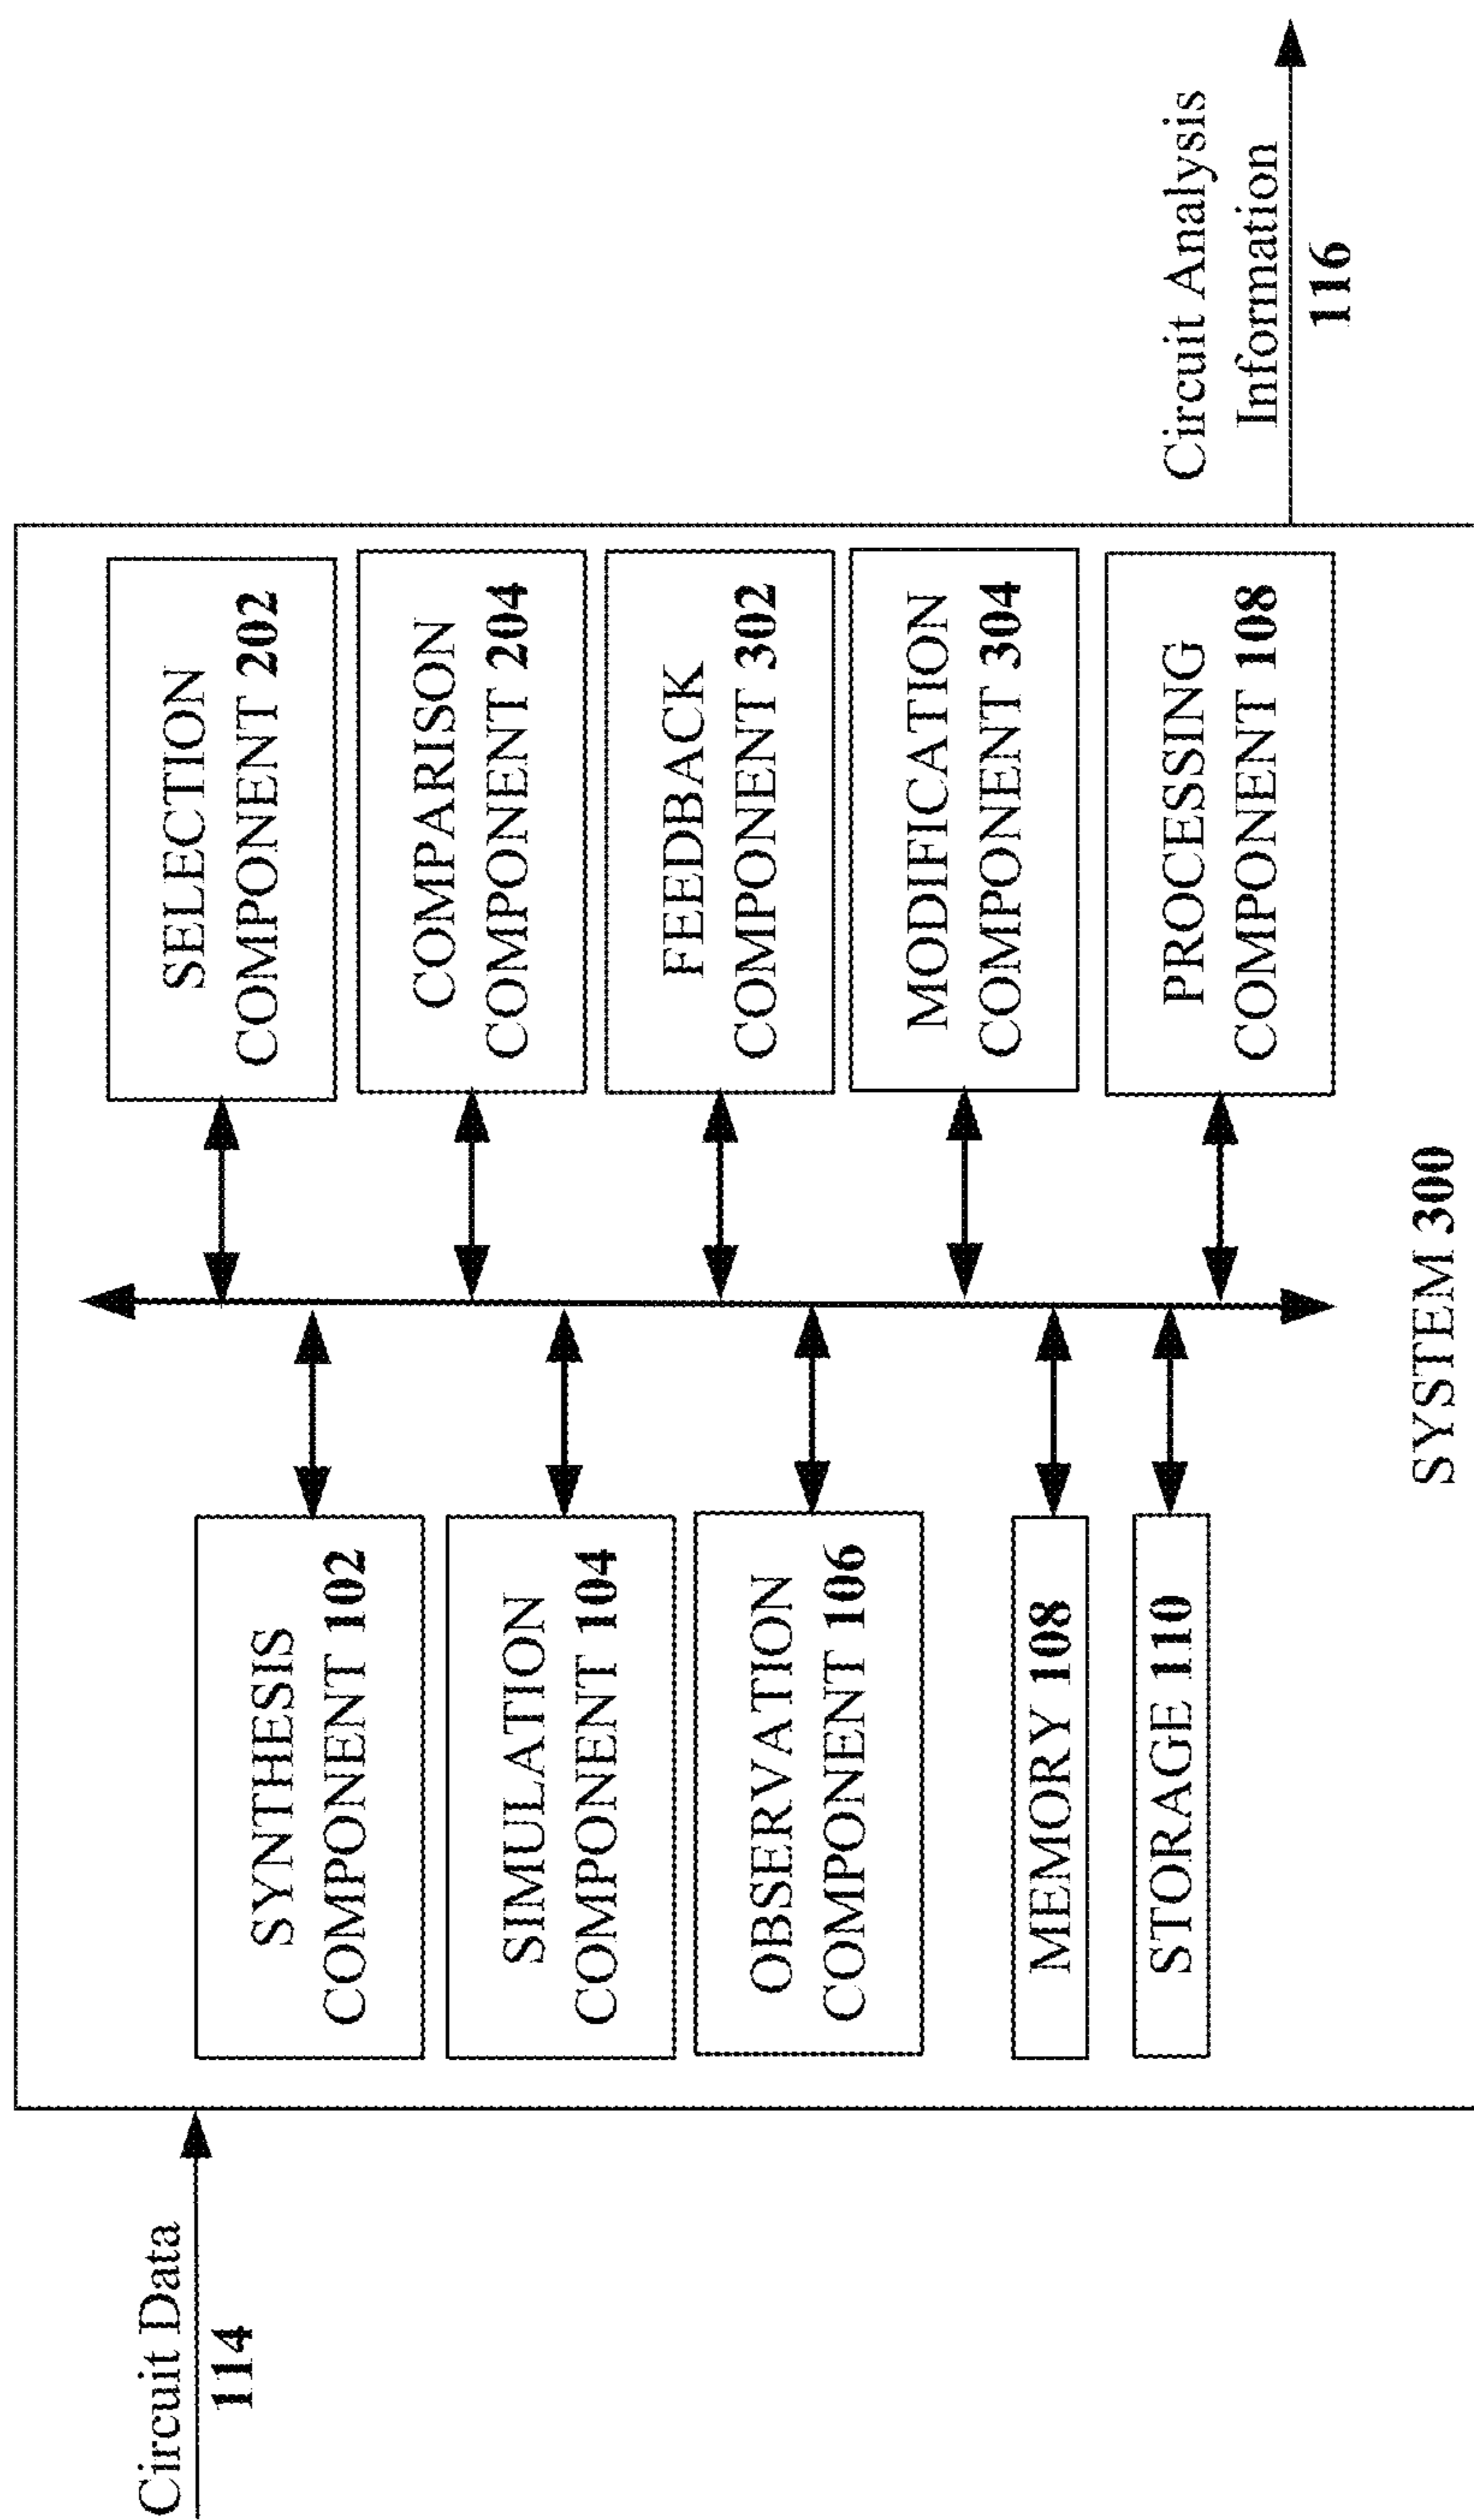 Circuit Data
114
SYNTHESIS
COMPONENT 102
SIMULATION
COMPONENT 104
OBSERVATION
COMPONENT 106
MEMORY 108
STORAGE 110
SELECTION
COMPONENT 202
COMPARISON
COMPONENT 204
FEEDBACK
COMPONENT 302
MODIFICATION
COMPONENT 304
PROCESSING
COMPONENT 108
SYSTEM 300
Circuit Analysis
Information
116